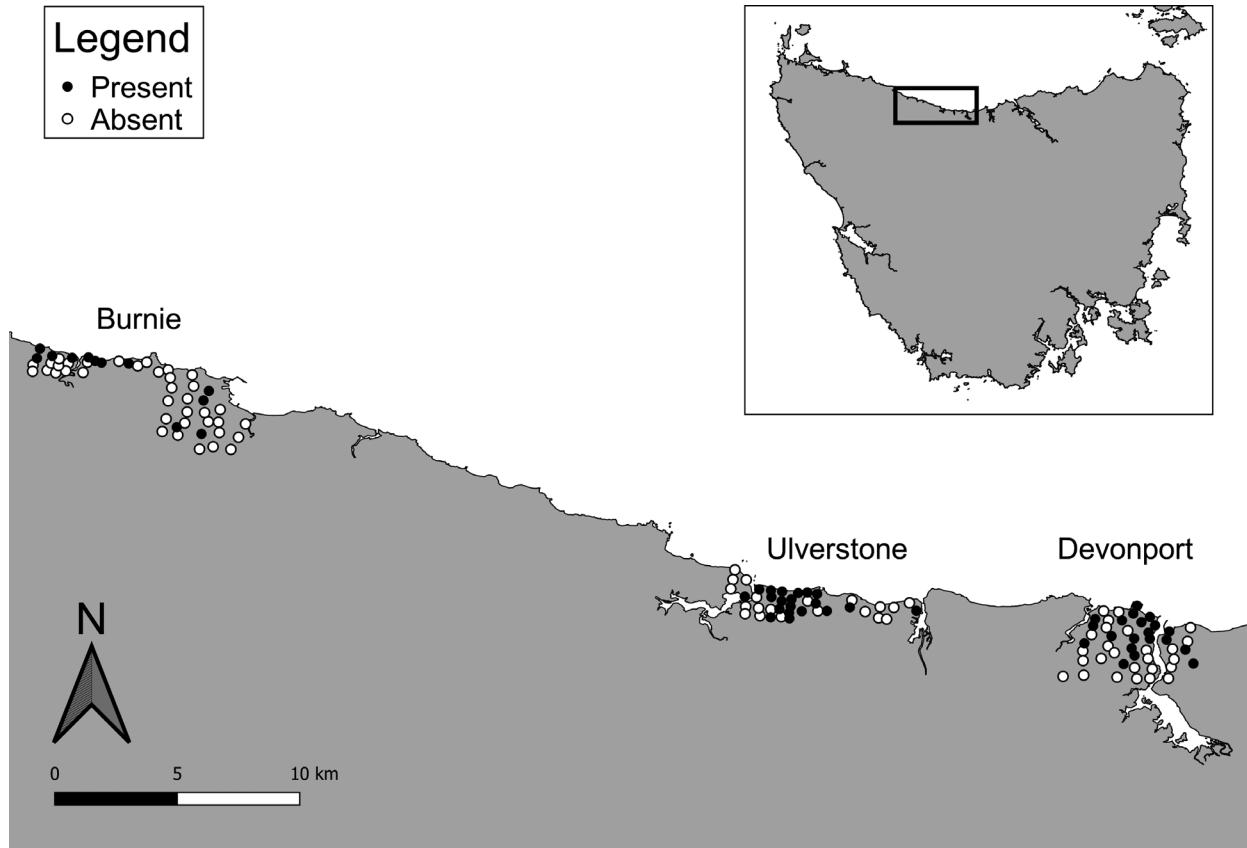 Legend
Present
Absent
Burnie
Ulverstone
Devonport
N
0 5 10 km